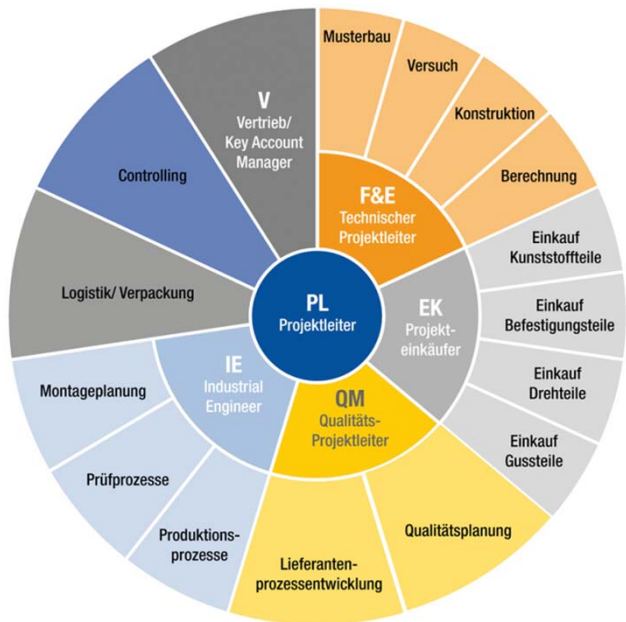 Musterbau
Versuch
Konstruktion
Berechnung
V
Vertrieb/
Key Account
Manager
Controlling
F&E
Technischer
Projektleiter
Einkauf
Kunststoffteile
Logistik/ Verpackung
PL
Projektleiter
EK
Projekt-
einkäufer
Einkauf
Befestigungsteile
IE
Industrial
Engineer
QM
Qualitäts-
Projektleiter
Einkauf
Drehteile
Einkauf
Gussteile
Montageplanung
Prüfprozesse
Produktions-
prozesse
Lieferanten-
prozessentwicklung
Qualitätsplanung